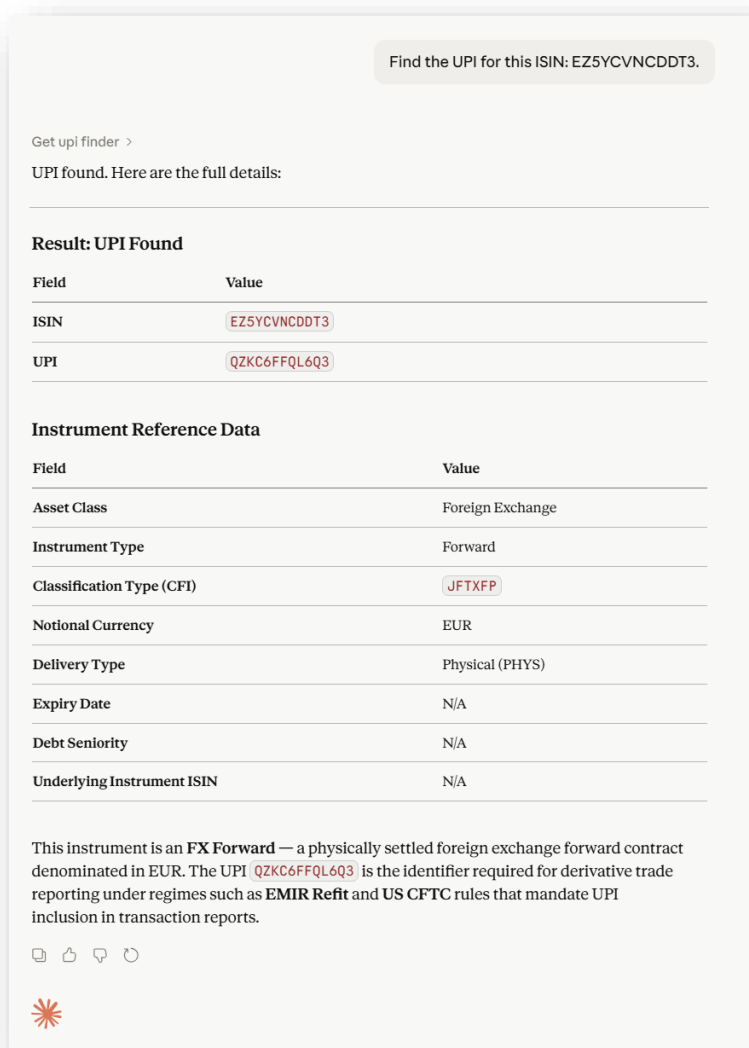 Find the UPI for this ISIN: EZ5YCVNCDDT3.
Get upi finder >
UPI found. Here are the full details:
Result: UPI Found
Field Value
ISIN EZ5YCVNCDDT3
UPI QZKC6FFQL6Q3
Instrument Reference Data
Field Value
Asset Class Foreign Exchange
Instrument Type Forward
Classification Type (CFI) JFTXFP
Notional Currency EUR
Delivery Type Physical (PHYS)
Expiry Date N/A
Debt Seniority N/A
Underlying Instrument ISIN N/A
This instrument is an FX Forward — a physically settled foreign exchange forward contract
denominated in EUR. The UPI QZKC6FFQL6Q3 is the identifier required for derivative trade
reporting under regimes such as EMIR Refit and US CFTC rules that mandate UPI
inclusion in transaction reports.